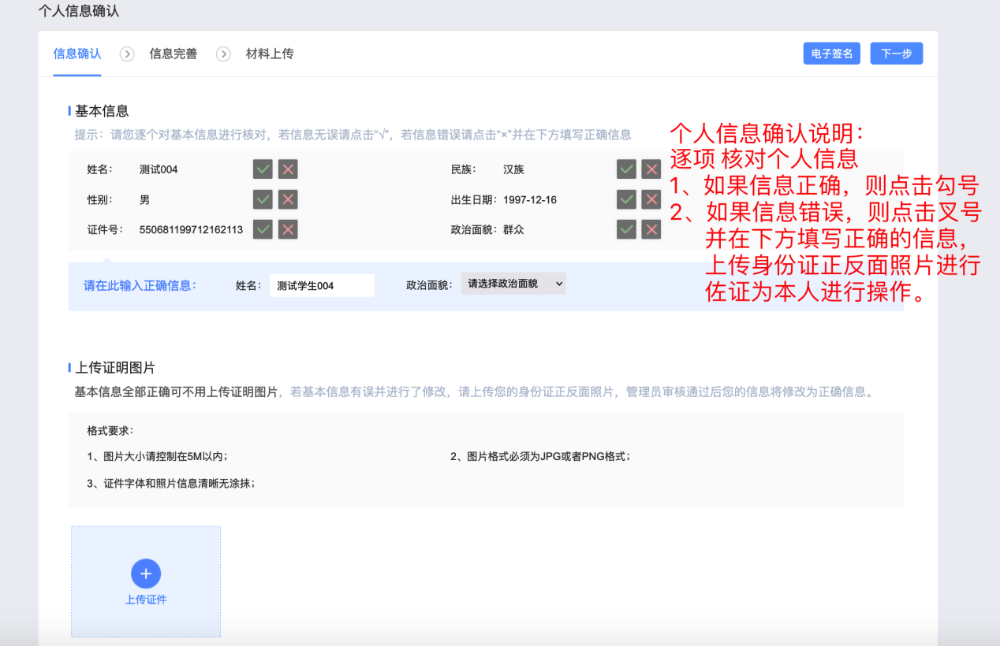 个人信息确认
信息确认 信息完善 材料上传 电子签名 下一步
基本信息
提示：请您逐个对基本信息进行核对，若信息无误请点击“√”，若信息错误请点击“×”并在下方填写正确信息
个人信息确认说明：
逐项 核对个人信息
1、如果信息正确，则点击勾号
2、如果信息错误，则点击叉号
并在下方填写正确的信息，
上传身份证正反面照片进行
佐证为本人进行操作。
姓名： 测试004 民族： 汉族
性别： 男 出生日期： 1997-12-16
证件号： 550681199712162113 政治面貌： 群众
请在此输入正确信息： 姓名： 测试学生004 政治面貌： 请选择政治面貌
上传证明图片
基本信息全部正确可不用上传证明图片，若基本信息有误并进行了修改，请上传您的身份证正反面照片，管理员审核通过后您的信息将修改为正确信息。
格式要求：
1、图片大小请控制在5M以内； 2、图片格式必须为JPG或者PNG格式；
3、证件字体和照片信息清晰无涂抹；
上传证件